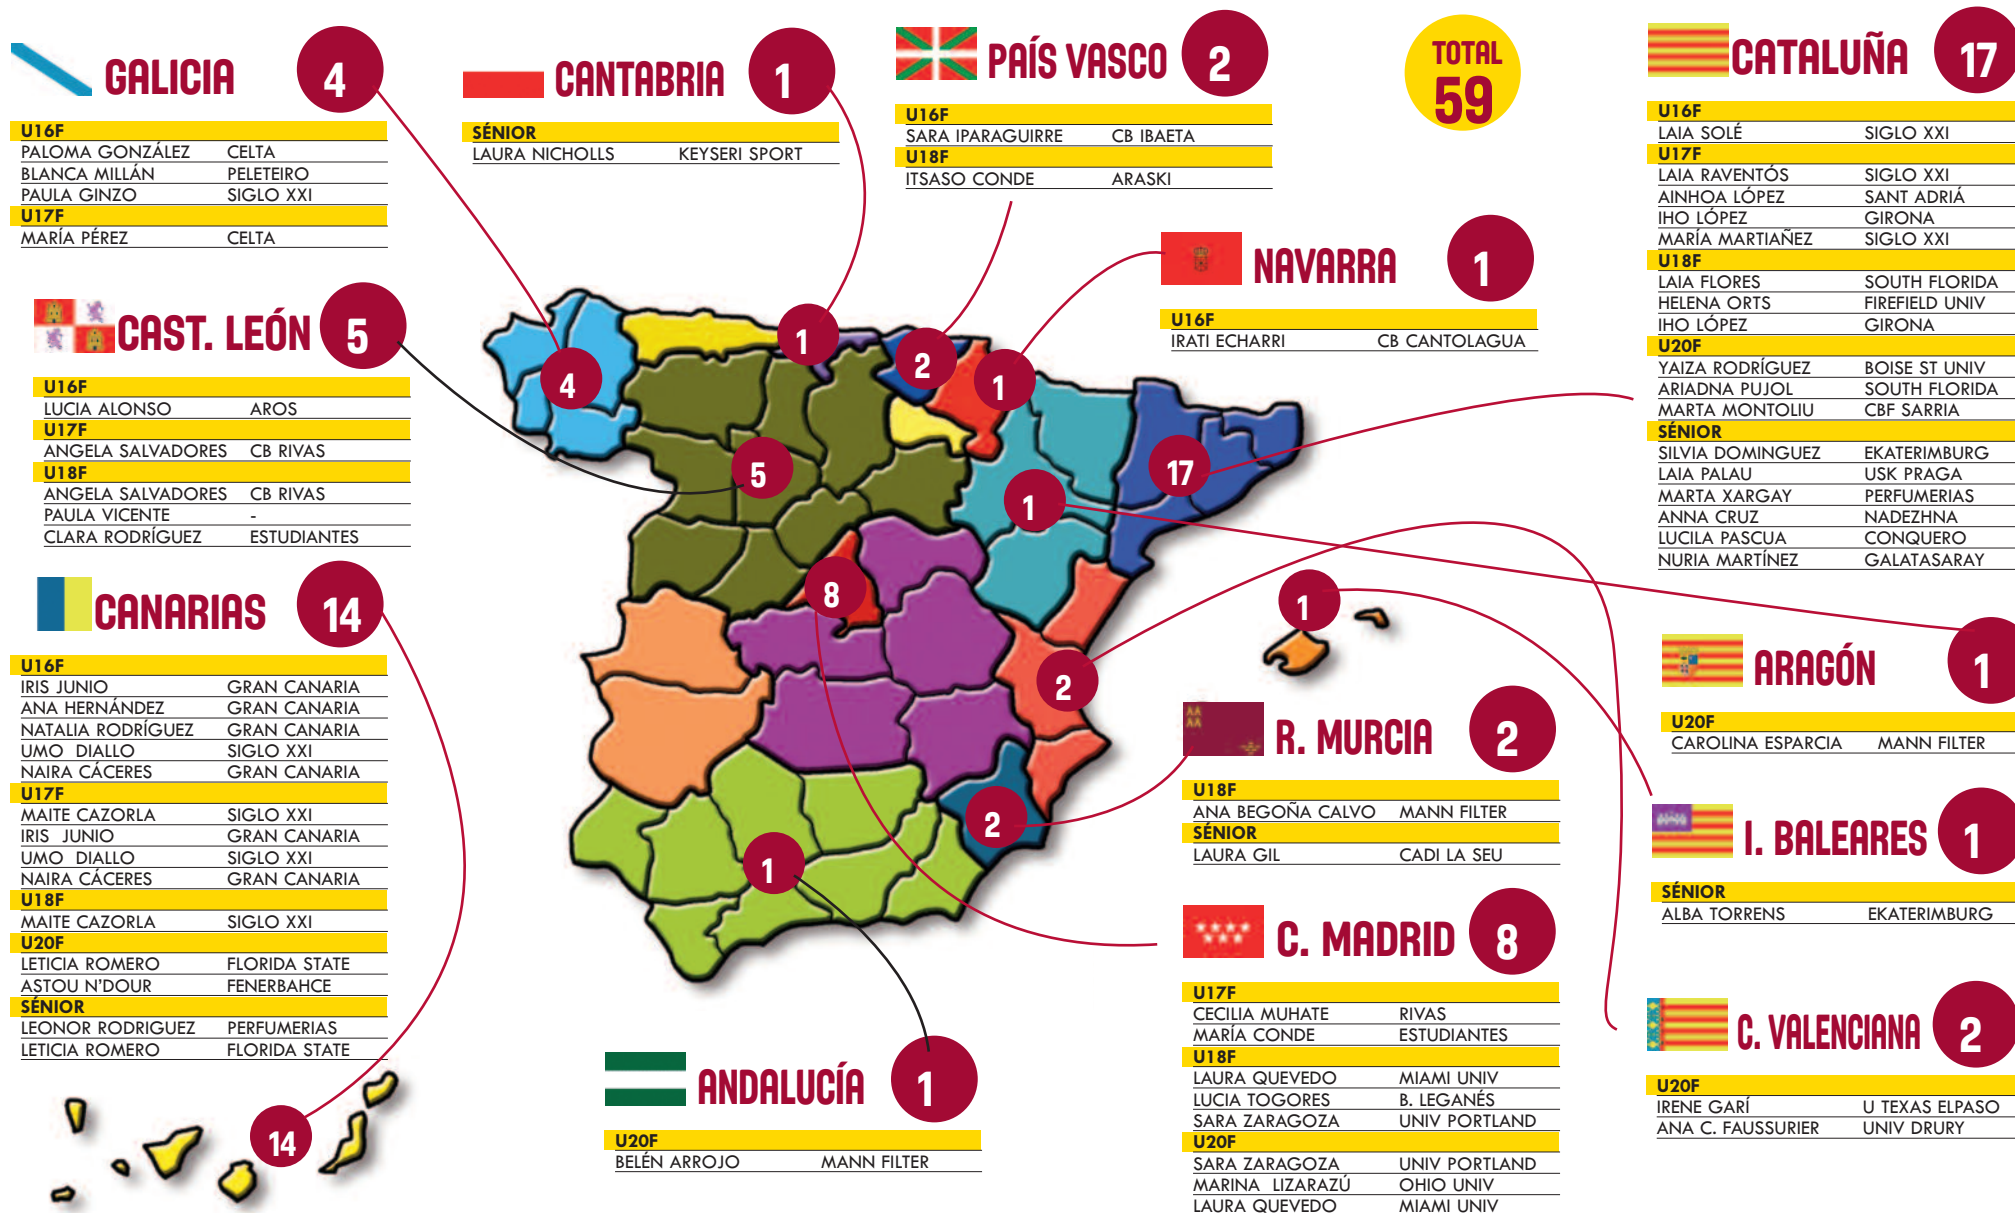 GALICIA 4
U16F
PALOMA GONZÁLEZ CELTA
BLANCA MILLÁN PELETEIRO
PAULA GINZO SIGLO XXI
U17F
MARÍA PÉREZ CELTA
CANTABRIA 1
SÉNIOR
LAURA NICHOLLS KEYSERI SPORT
PAÍS VASCO 2
U16F
SARA IPARAGUIRRE CB IBAETA
U18F
ITSASO CONDE ARASKI
TOTAL
59
CATALUÑA 17
U16F
LAIA SOLÉ SIGLO XXI
U17F
LAIA RAVENTÓS SIGLO XXI
AINHOA LÓPEZ SANT ADRIÁ
IHO LÓPEZ GIRONA
MARÍA MARTIAÑEZ SIGLO XXI
U18F
LAIA FLORES SOUTH FLORIDA
HELENA ORTS FIREFIELD UNIV
IHO LÓPEZ GIRONA
U20F
YAIZA RODRÍGUEZ BOISE ST UNIV
ARIADNA PUJOL SOUTH FLORIDA
MARTA MONTOLIU CBF SARRIA
SÉNIOR
SILVIA DOMINGUEZ EKATERIMBURG
LAIA PALAU USK PRAGA
MARTA XARGAY PERFUMERIAS
ANNA CRUZ NADEZHNA
LUCILA PASCUA CONQUERO
NURIA MARTÍNEZ GALATASARAY
NAVARRA 1
U16F
IRATI ECHARRI CB CANTOLAGUA
CAST. LEÓN 5
U16F
LUCIA ALONSO AROS
U17F
ANGELA SALVADORES CB RIVAS
U18F
ANGELA SALVADORES CB RIVAS
PAULA VICENTE -
CLARA RODRÍGUEZ ESTUDIANTES
1
2
4
1
5
17
1
8
1
2
2
1
CANARIAS 14
U16F
IRIS JUNIO GRAN CANARIA
ANA HERNÁNDEZ GRAN CANARIA
NATALIA RODRÍGUEZ GRAN CANARIA
UMO DIALLO SIGLO XXI
NAIRA CÁCERES GRAN CANARIA
U17F
MAITE CAZORLA SIGLO XXI
IRIS JUNIO GRAN CANARIA
UMO DIALLO SIGLO XXI
NAIRA CÁCERES GRAN CANARIA
U18F
MAITE CAZORLA SIGLO XXI
U20F
LETICIA ROMERO FLORIDA STATE
ASTOU N'DOUR FENERBAHCE
SÉNIOR
LEONOR RODRIGUEZ PERFUMERIAS
LETICIA ROMERO FLORIDA STATE
14
ARAGÓN 1
U20F
CAROLINA ESPARCIA MANN FILTER
R. MURCIA 2
U18F
ANA BEGOÑA CALVO MANN FILTER
SÉNIOR
LAURA GIL CADI LA SEU
I. BALEARES 1
SÉNIOR
ALBA TORRENS EKATERIMBURG
C. MADRID 8
U17F
CECILIA MUHATE RIVAS
MARÍA CONDE ESTUDIANTES
U18F
LAURA QUEVEDO MIAMI UNIV
LUCIA TOGORES B. LEGANÉS
SARA ZARAGOZA UNIV PORTLAND
U20F
SARA ZARAGOZA UNIV PORTLAND
MARINA LIZARAZÚ OHIO UNIV
LAURA QUEVEDO MIAMI UNIV
C. VALENCIANA 2
U20F
IRENE GARÍ U TEXAS ELPASO
ANA C. FAUSSURIER UNIV DRURY
ANDALUCÍA 1
U20F
BELÉN ARROJO MANN FILTER